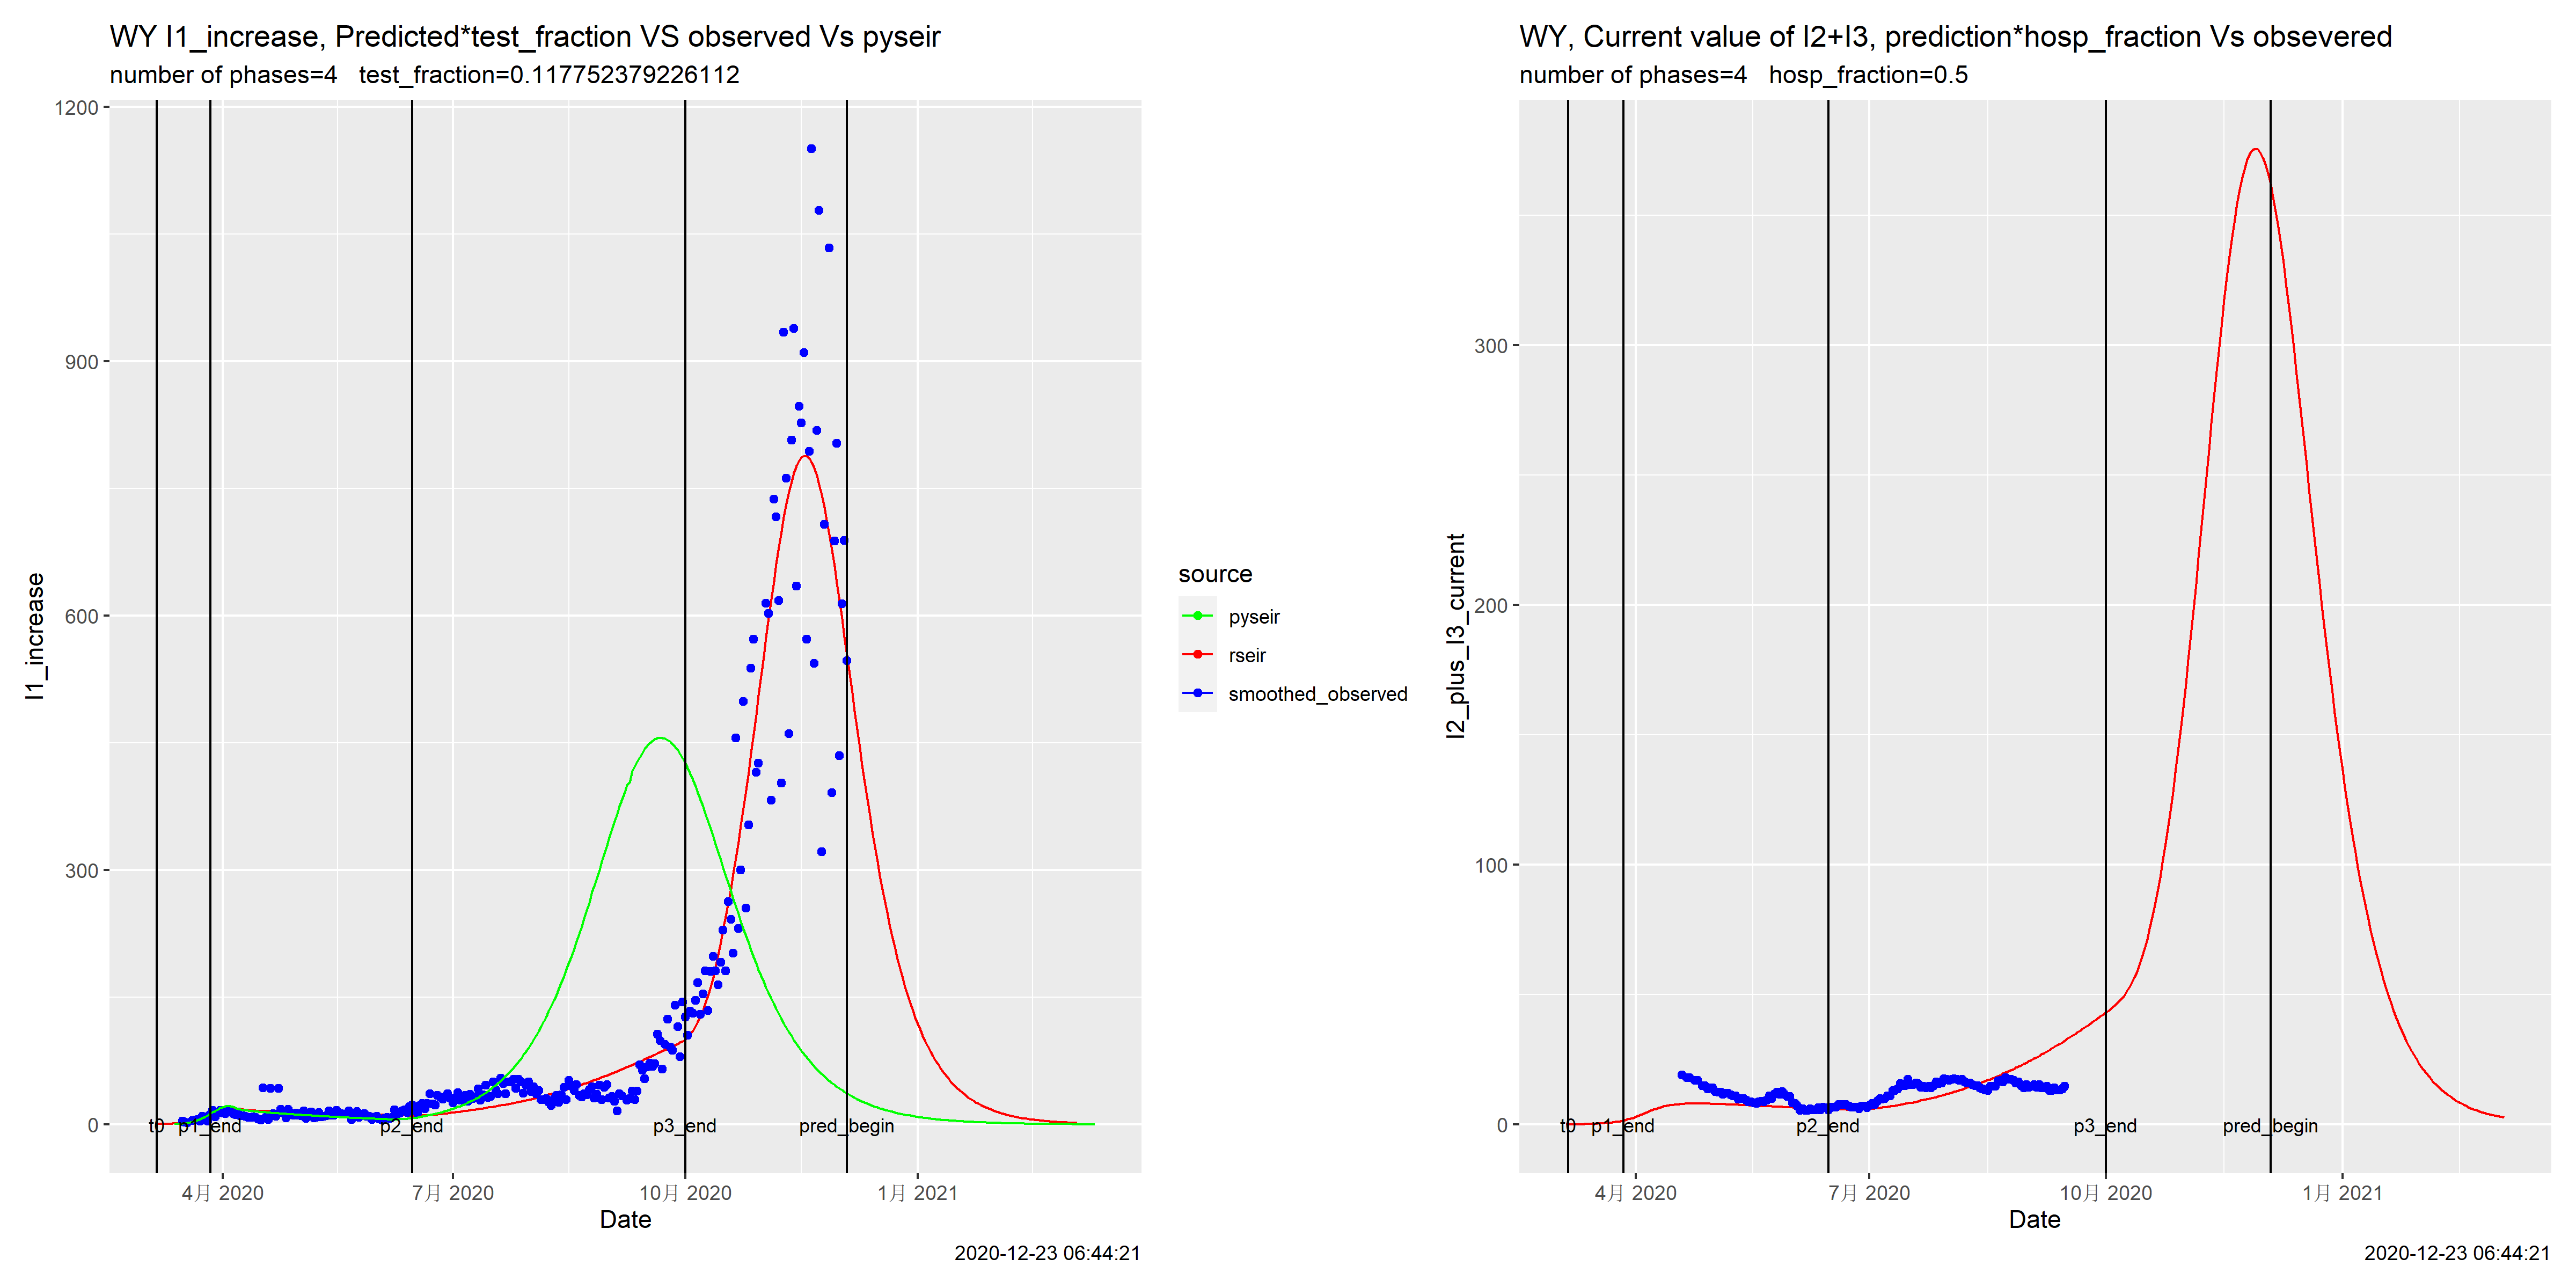 WY I1_increase, Predicted*test_fraction VS observed Vs pyseir
number of phases=4   test_fraction=0.117752379226112
1200
900
600
300
0
I1_increase
t0 p1_end p2_end p3_end pred_begin
4月 2020 7月 2020 10月 2020 1月 2021
Date
2020-12-23 06:44:21
source
pyseir
rseir
smoothed_observed
WY, Current value of I2+I3, prediction*hosp_fraction Vs obsevered
number of phases=4   hosp_fraction=0.5
300
200
100
0
I2_plus_I3_current
t0 p1_end p2_end p3_end pred_begin
4月 2020 7月 2020 10月 2020 1月 2021
Date
2020-12-23 06:44:21